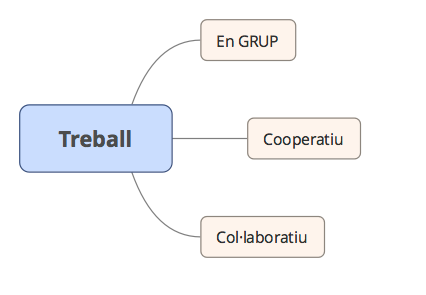 En GRUP
Treball
Cooperatiu
Col·laboratiu